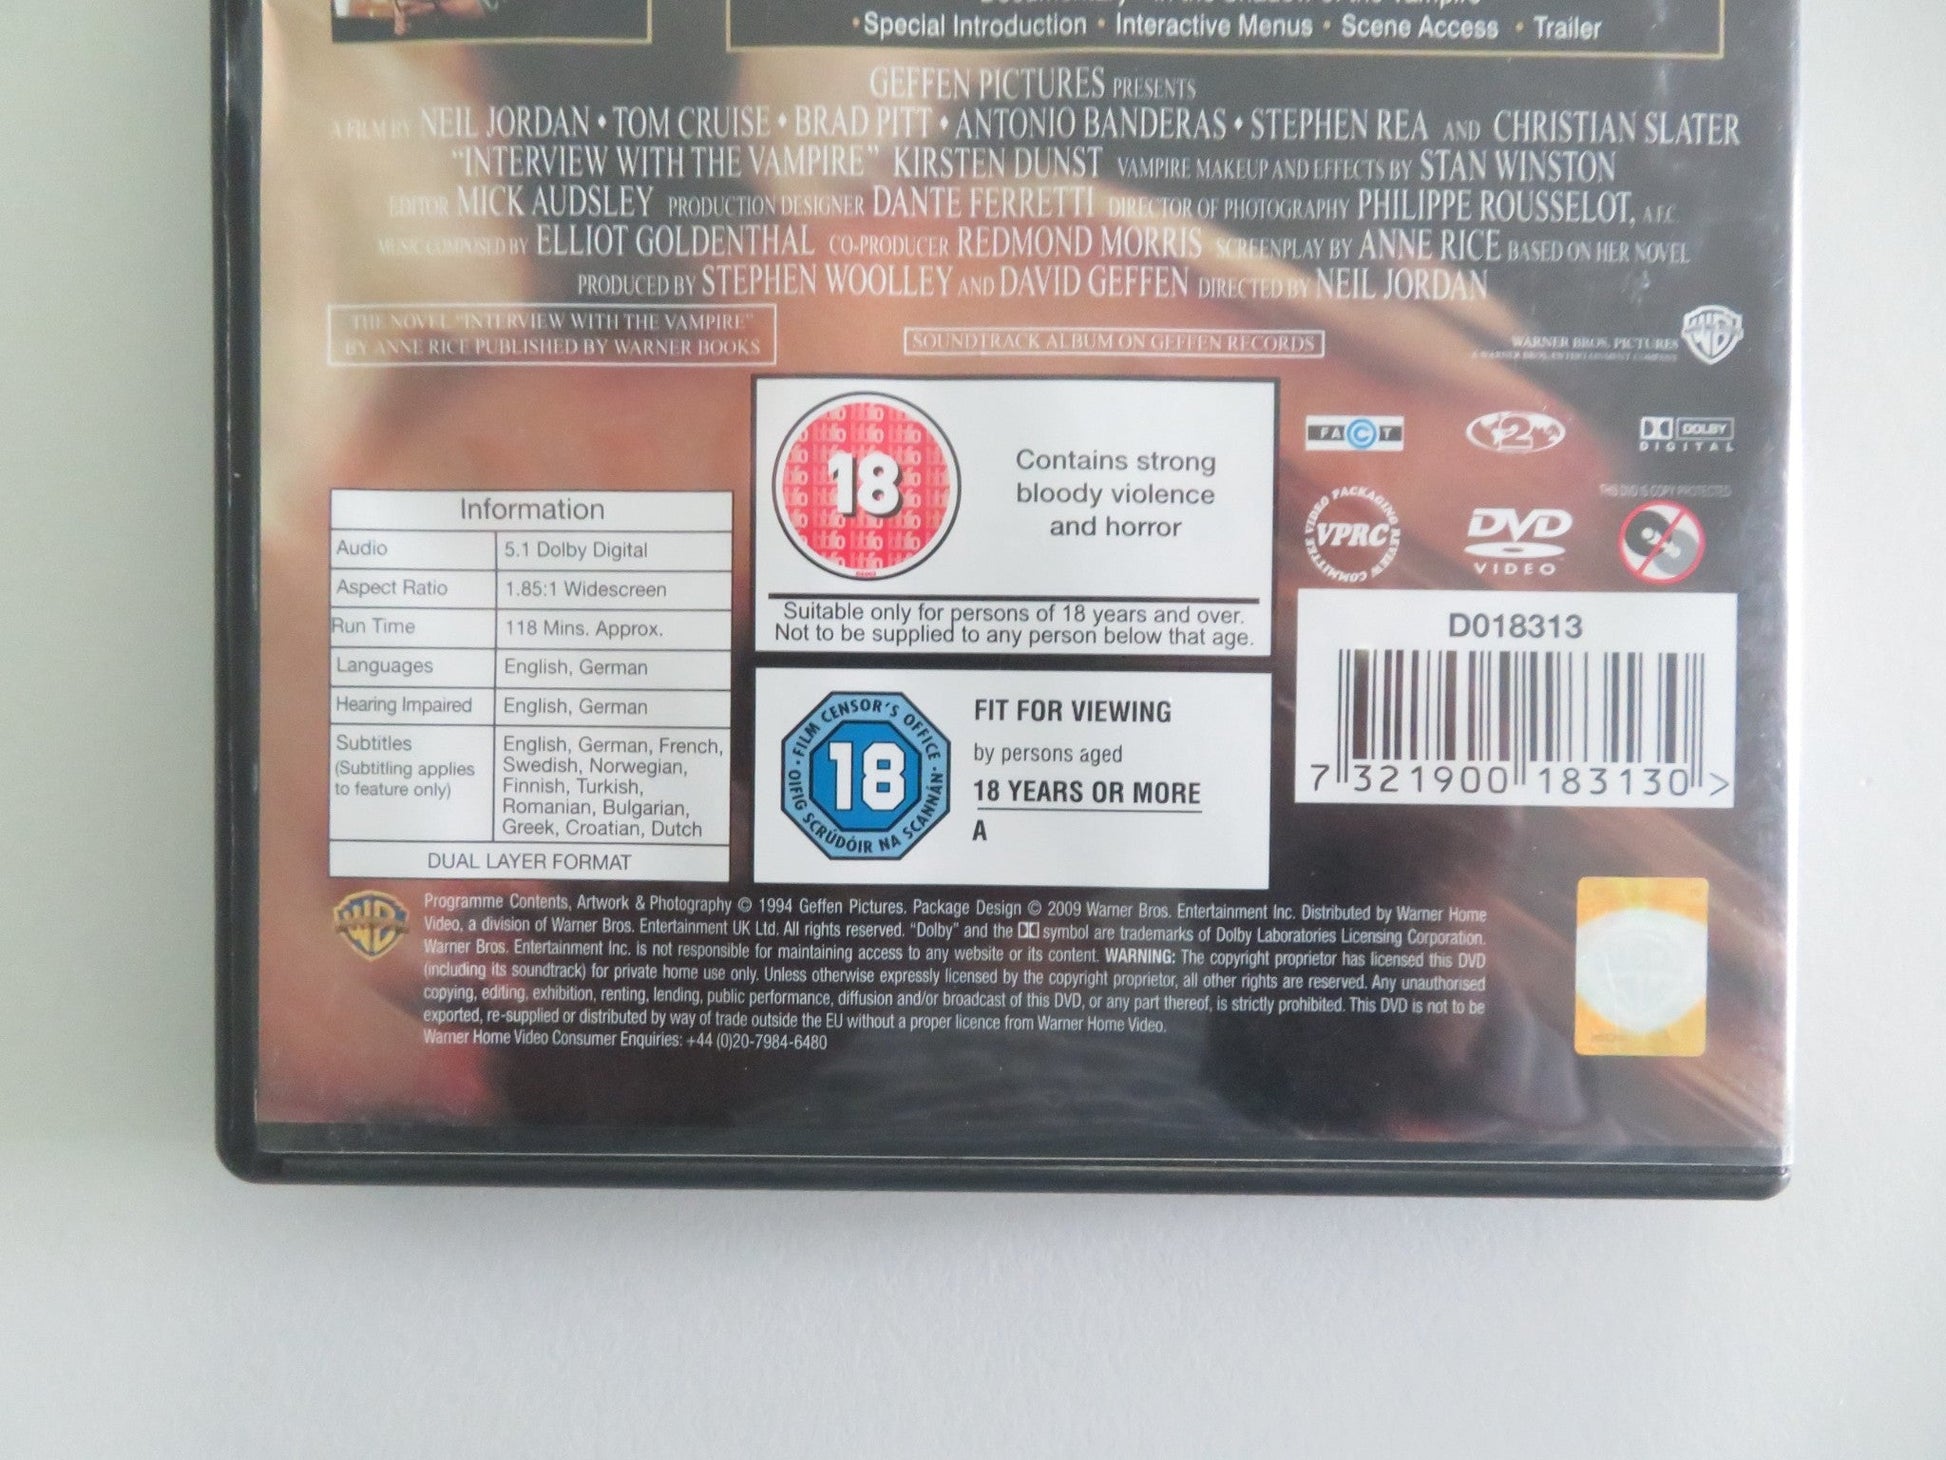 Documentary In the Shadow of the Vampire
• Special Introduction • Interactive Menus • Scene Access • Trailer
GEFFEN PICTURES PRESENTS
A FILM BY NEIL JORDAN • TOM CRUISE • BRAD PITT • ANTONIO BANDERAS • STEPHEN REA AND CHRISTIAN SLATER
"INTERVIEW WITH THE VAMPIRE" KIRSTEN DUNST VAMPIRE MAKEUP AND EFFECTS BY STAN WINSTON
EDITOR MICK AUDSLEY PRODUCTION DESIGNER DANTE FERRETTI DIRECTOR OF PHOTOGRAPHY PHILIPPE ROUSSELOT, A.F.C.
MUSIC COMPOSED BY ELLIOT GOLDENTHAL CO-PRODUCER REDMOND MORRIS SCREENPLAY BY ANNE RICE BASED ON HER NOVEL
PRODUCED BY STEPHEN WOOLLEY AND DAVID GEFFEN DIRECTED BY NEIL JORDAN
THE NOVEL "INTERVIEW WITH THE VAMPIRE"
BY ANNE RICE PUBLISHED BY WARNER BOOKS
SOUNDTRACK ALBUM ON GEFFEN RECORDS
WARNER BROS. PICTURES
A WARNER BROS. ENTERTAINMENT COMPANY
18
Contains strong
bloody violence
and horror
Suitable only for persons of 18 years and over.
Not to be supplied to any person below that age.
FACT
2
DOLBY
DIGITAL
THIS DVD IS COPY PROTECTED
VIDEO PACKAGING REVIEW COMMITTEE
VPRC
DVD
VIDEO
Information
Audio 5.1 Dolby Digital
Aspect Ratio 1.85:1 Widescreen
Run Time 118 Mins. Approx.
Languages English, German
Hearing Impaired English, German
Subtitles
(Subtitling applies
to feature only)
English, German, French,
Swedish, Norwegian,
Finnish, Turkish,
Romanian, Bulgarian,
Greek, Croatian, Dutch
DUAL LAYER FORMAT
• FILM CENSOR'S OFFICE •
OIFIG SCRÚDÓIR NA SCANNÁN
18
FIT FOR VIEWING
by persons aged
18 YEARS OR MORE
A
D018313
7 321900 183130 >
Programme Contents, Artwork & Photography © 1994 Geffen Pictures. Package Design © 2009 Warner Bros. Entertainment Inc. Distributed by Warner Home
Video, a division of Warner Bros. Entertainment UK Ltd. All rights reserved. "Dolby" and the symbol are trademarks of Dolby Laboratories Licensing Corporation.
Warner Bros. Entertainment Inc. is not responsible for maintaining access to any website or its content. WARNING: The copyright proprietor has licensed this DVD
(including its soundtrack) for private home use only. Unless otherwise expressly licensed by the copyright proprietor, all other rights are reserved. Any unauthorised
copying, editing, exhibition, renting, lending, public performance, diffusion and/or broadcast of this DVD, or any part thereof, is strictly prohibited. This DVD is not to be
exported, re-supplied or distributed by way of trade outside the EU without a proper licence from Warner Home Video.
Warner Home Video Consumer Enquiries: +44 (0)20-7984-6480